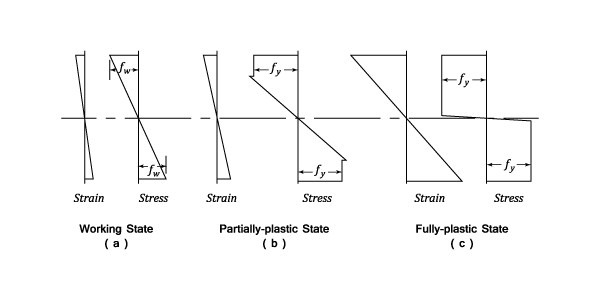 f_w
f_w
f_y
f_y
f_y
f_y
Strain Stress Strain Stress Strain Stress
Working State Partially-plastic State Fully-plastic State
( a ) ( b ) ( c )